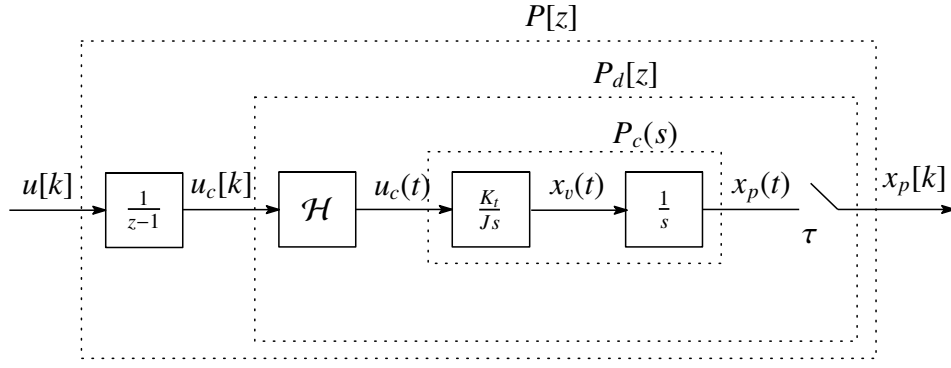 P[z]
P_d[z]
P_c(s)
u[k] 1/(z−1) u_c[k] ℋ u_c(t) K_t/(Js) x_v(t) 1/s x_p(t) τ x_p[k]